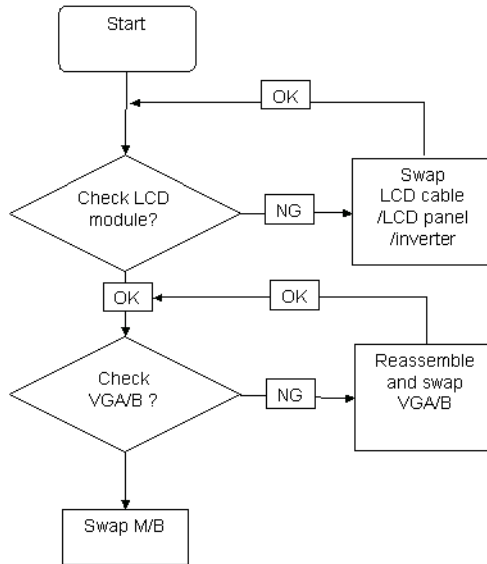 Start
OK
Check LCD
module?
NG
Swap
LCD cable
/LCD panel
/inverter
OK
OK
Check
VGA/B ?
NG
Reassemble
and swap
VGA/B
Swap M/B